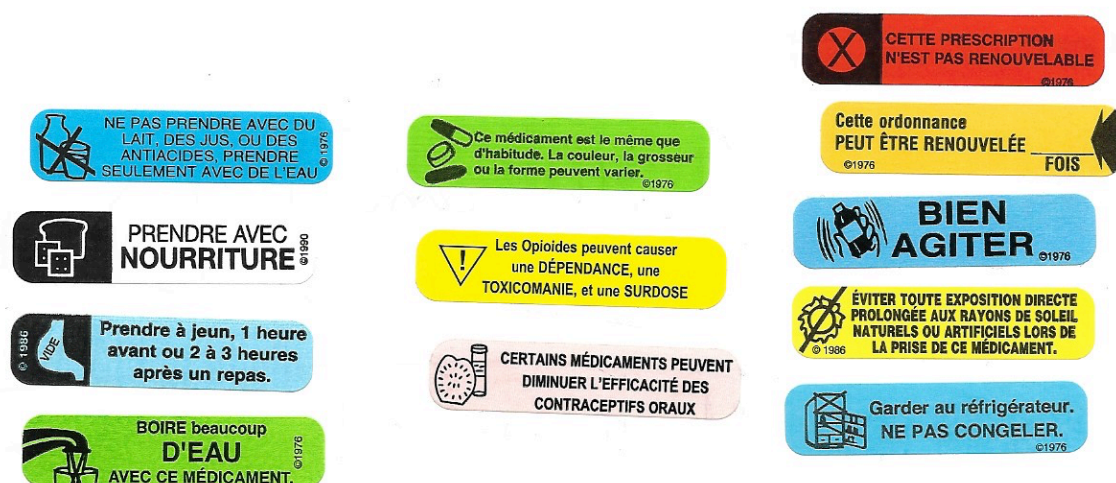 NE PAS PRENDRE AVEC DU
LAIT, DES JUS, OU DES
ANTIACIDES, PRENDRE
SEULEMENT AVEC DE L'EAU
© 1976
PRENDRE AVEC
NOURRITURE
©1990
© 1986
VIDE
Prendre à jeun, 1 heure
avant ou 2 à 3 heures
après un repas.
BOIRE beaucoup
D'EAU
AVEC CE MÉDICAMENT.
©1976
Ce médicament est le même que
d'habitude. La couleur, la grosseur
ou la forme peuvent varier.
©1976
Les Opioides peuvent causer
une DÉPENDANCE, une
TOXICOMANIE, et une SURDOSE
CERTAINS MÉDICAMENTS PEUVENT
DIMINUER L'EFFICACITÉ DES
CONTRACEPTIFS ORAUX
X
CETTE PRESCRIPTION
N'EST PAS RENOUVELABLE
©1976
Cette ordonnance
PEUT ÊTRE RENOUVELÉE ______
©1976 FOIS
BIEN
AGITER
©1976
ÉVITER TOUTE EXPOSITION DIRECTE
PROLONGÉE AUX RAYONS DE SOLEIL
NATURELS OU ARTIFICIELS LORS DE
© 1986 LA PRISE DE CE MÉDICAMENT.
Garder au réfrigérateur.
NE PAS CONGELER.
©1976